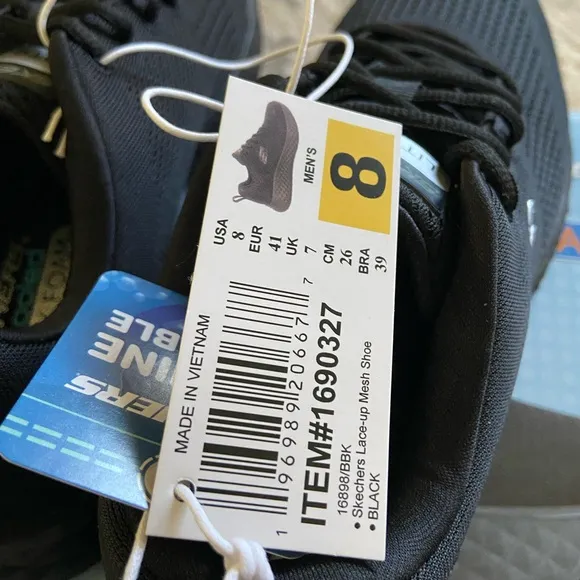 MEN'S
8
USA 8 EUR 41 UK 7 CM 26 BRA 39
MADE IN VIETNAM
1 96989 20667 7
ITEM#1690327
16898/BBK
• Skechers Lace-up Mesh Shoe
• BLACK